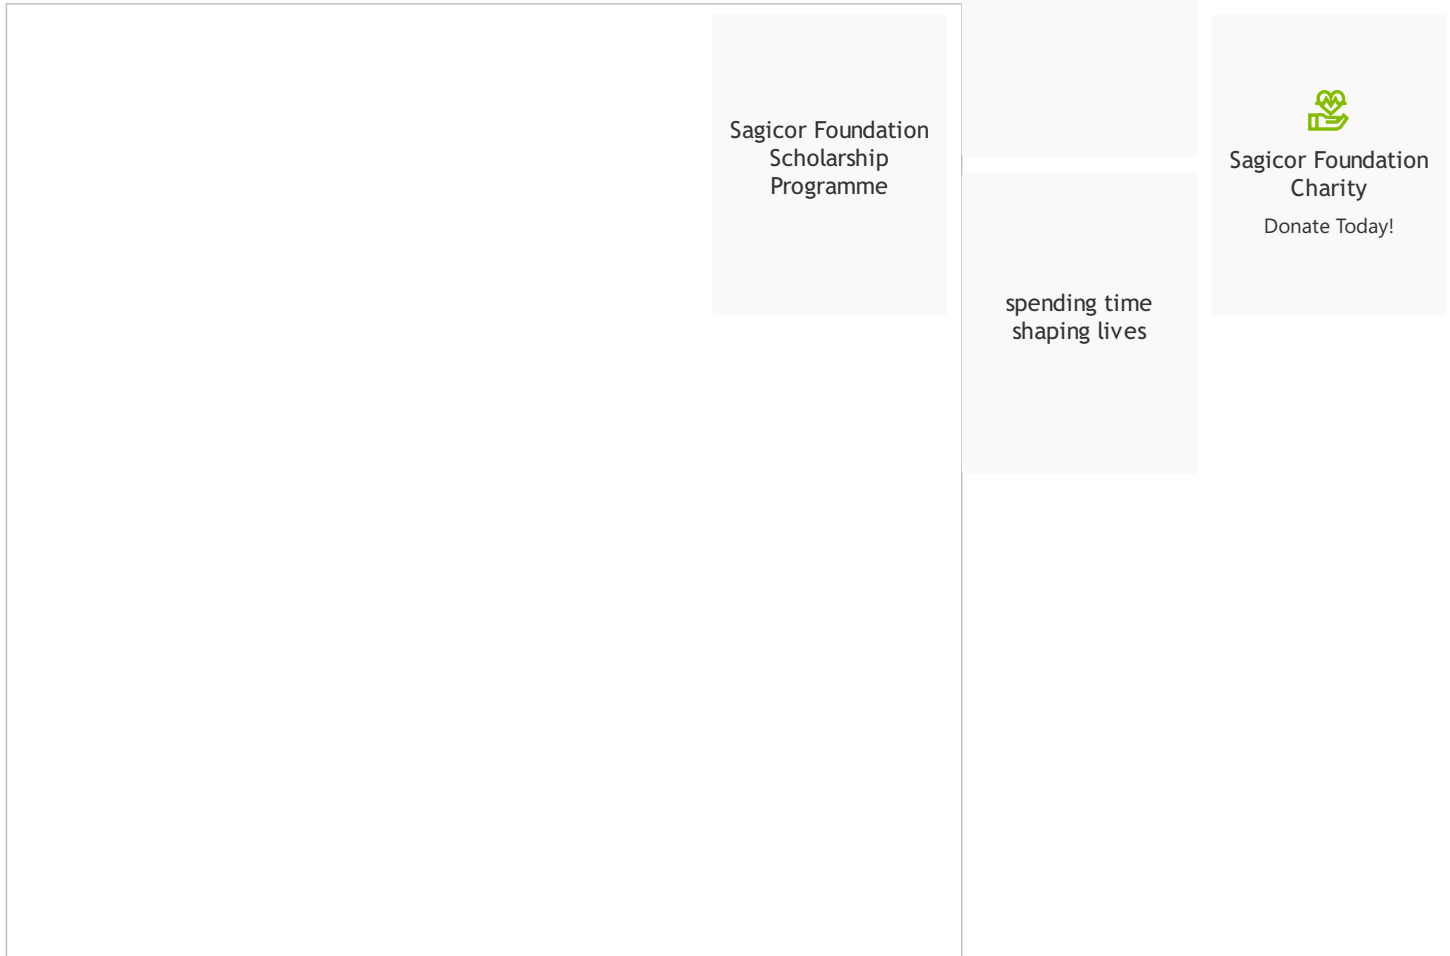 Sagicor Foundation
Scholarship
Programme
spending time
shaping lives
Sagicor Foundation
Charity
Donate Today!